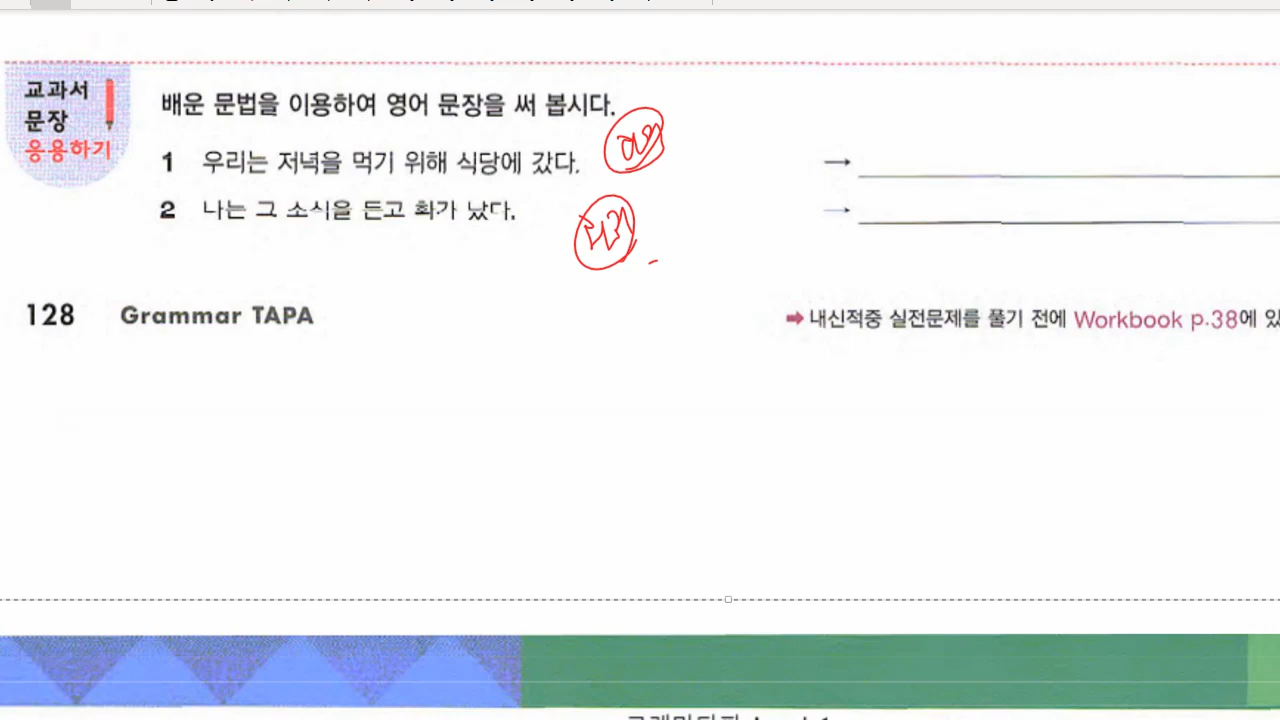 교과서
문장
응용하기
배운 문법을 이용하여 영어 문장을 써 봅시다.
1 우리는 저녁을 먹기 위해 식당에 갔다. →
2 나는 그 소식을 듣고 화가 났다. →
128 Grammar TAPA
➡ 내신적중 실전문제를 풀기 전에 Workbook p.38에